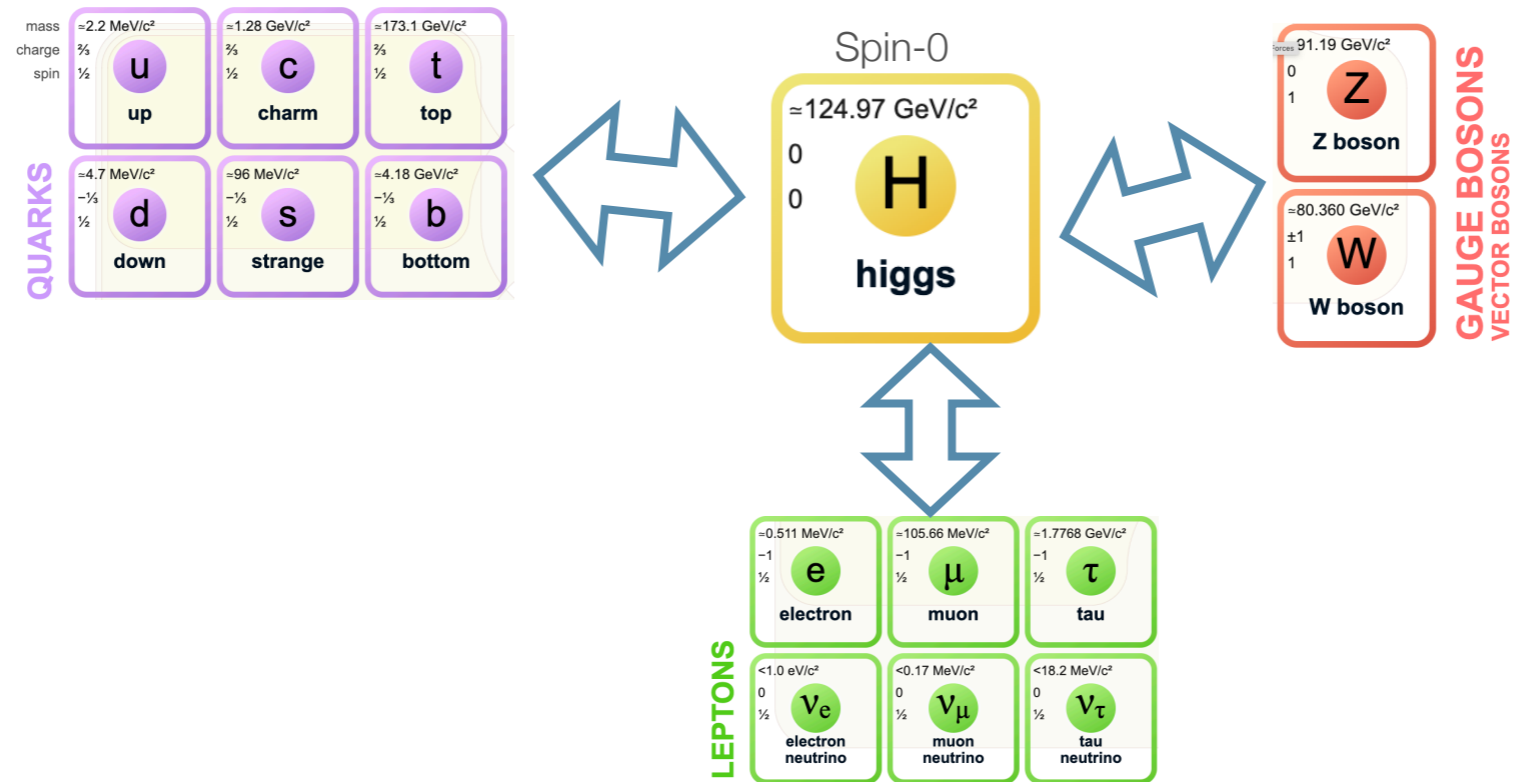 mass
charge
spin
≃2.2 MeV/c²
⅔
½
u
up
≃1.28 GeV/c²
⅔
½
c
charm
≃173.1 GeV/c²
⅔
½
t
top
≃4.7 MeV/c²
−⅓
½
d
down
≃96 MeV/c²
−⅓
½
s
strange
≃4.18 GeV/c²
−⅓
½
b
bottom
QUARKS
Spin-0
≃124.97 GeV/c²
0
0
H
higgs
Forces
91.19 GeV/c²
0
1
Z
Z boson
≃80.360 GeV/c²
±1
1
W
W boson
GAUGE BOSONS
VECTOR BOSONS
≃0.511 MeV/c²
−1
½
e
electron
≃105.66 MeV/c²
−1
½
μ
muon
≃1.7768 GeV/c²
−1
½
τ
tau
<1.0 eV/c²
0
½
νe
electron
neutrino
<0.17 MeV/c²
0
½
νμ
muon
neutrino
<18.2 MeV/c²
0
½
ντ
tau
neutrino
LEPTONS